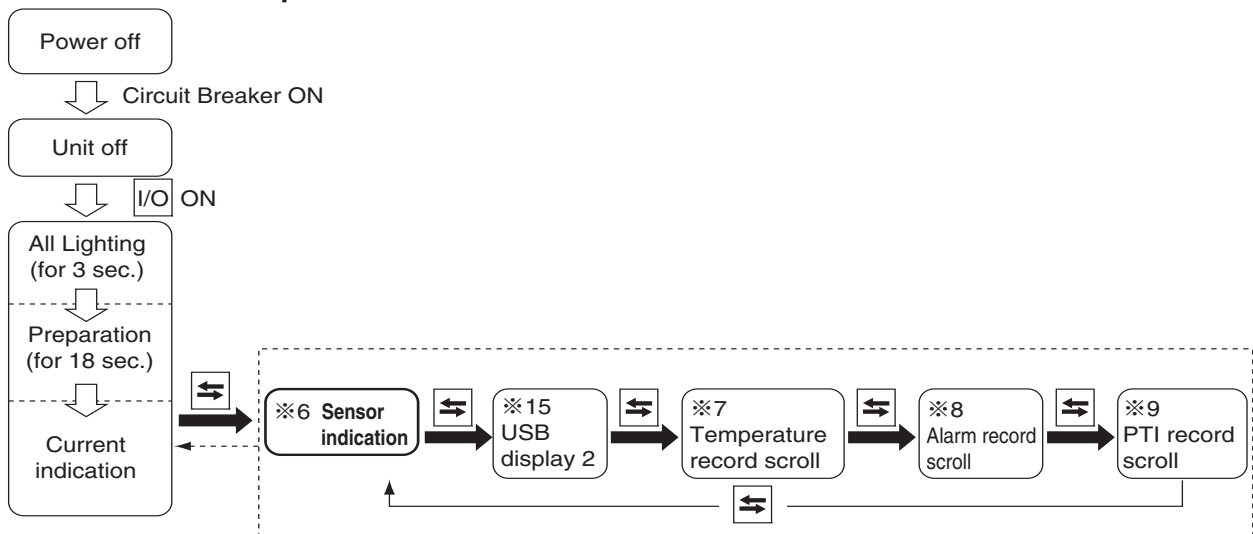 Power off
Circuit Breaker ON
Unit off
I/O ON
All Lighting
(for 3 sec.)
Preparation
(for 18 sec.)
Current
indication
※6 Sensor
indication
※15
USB
display 2
※7
Temperature
record scroll
※8
Alarm record
scroll
※9
PTI record
scroll